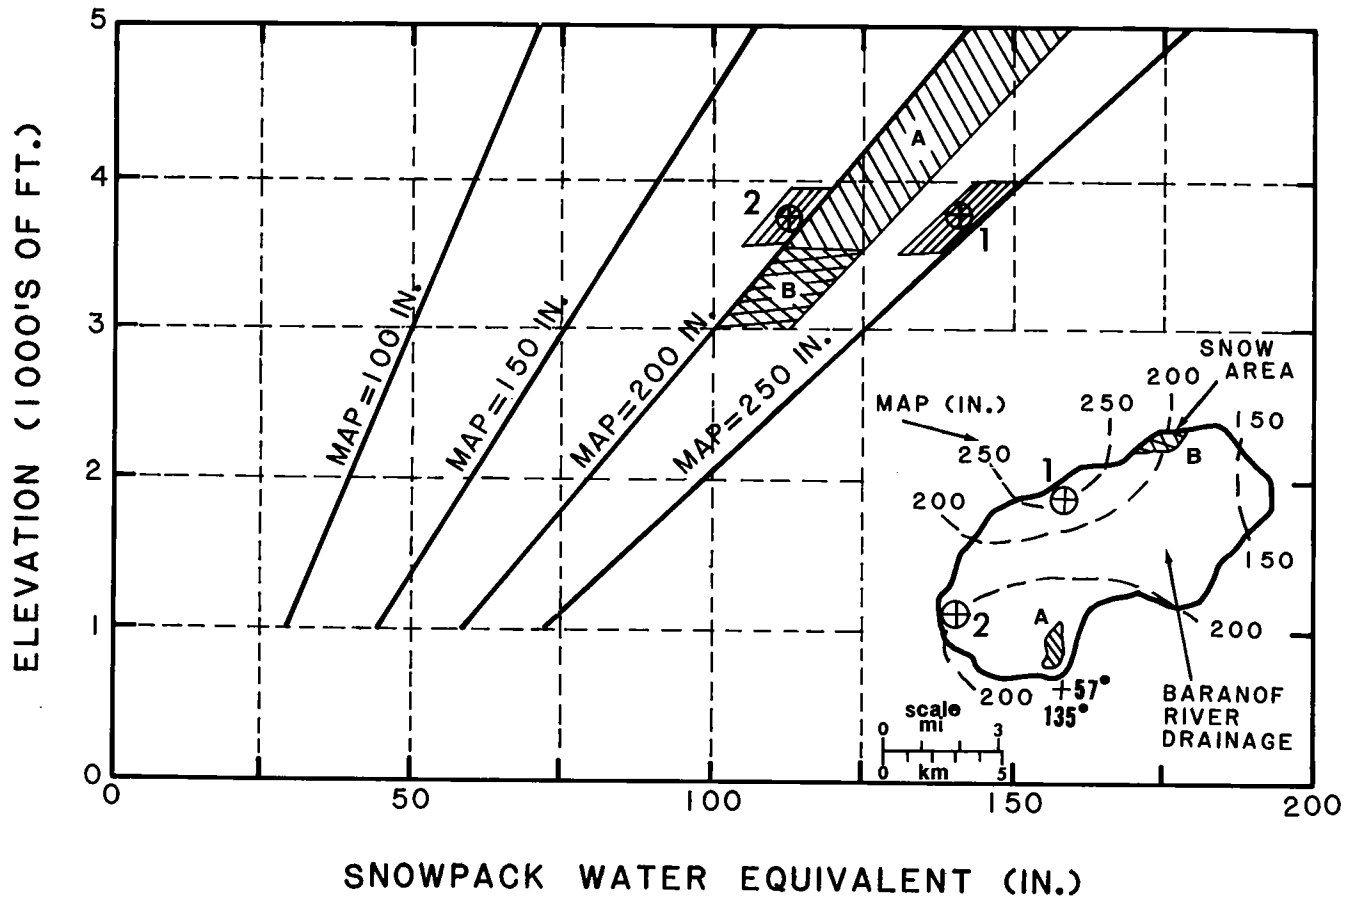 5
4
3
2
1
0
ELEVATION (1000'S OF FT.)
MAP=100 IN.
MAP=150 IN.
MAP=200 IN.
MAP=250 IN.
A
B
2
1
SNOW
AREA
200
MAP (IN.)
250
150
250
B
1
200
150
2
A
200
200
+57°
135°
scale
mi
0 3
0 5
km
BARANOF
RIVER
DRAINAGE
0 50 100 150 200
SNOWPACK WATER EQUIVALENT (IN.)